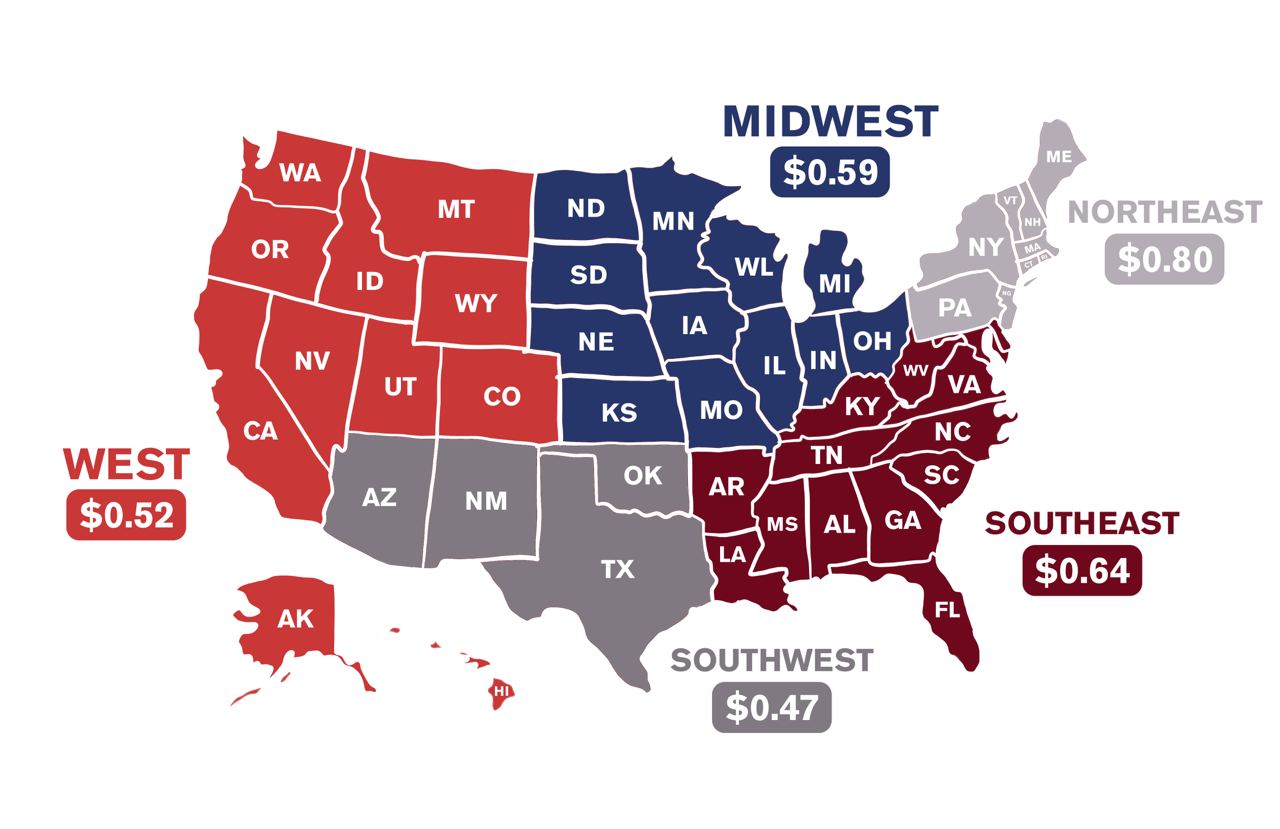 MIDWEST
$0.59
NORTHEAST
$0.80
WEST
$0.52
SOUTHEAST
$0.64
SOUTHWEST
$0.47
WA
OR
CA
NV
ID
MT
WY
UT
CO
AK
HI
AZ
NM
TX
OK
ND
SD
NE
KS
MN
IA
MO
WL
IL
MI
IN
OH
KY
WV
VA
TN
NC
SC
AR
LA
MS
AL
GA
FL
ME
VT
NH
MA
CT
NY
PA